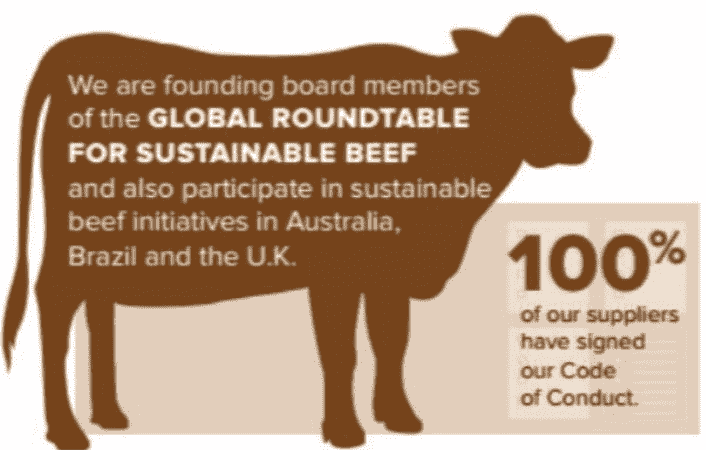 We are founding board members
of the GLOBAL ROUNDTABLE
FOR SUSTAINABLE BEEF
and also participate in sustainable
beef initiatives in Australia,
Brazil and the U.K.
100%
of our suppliers
have signed
our Code
of Conduct.